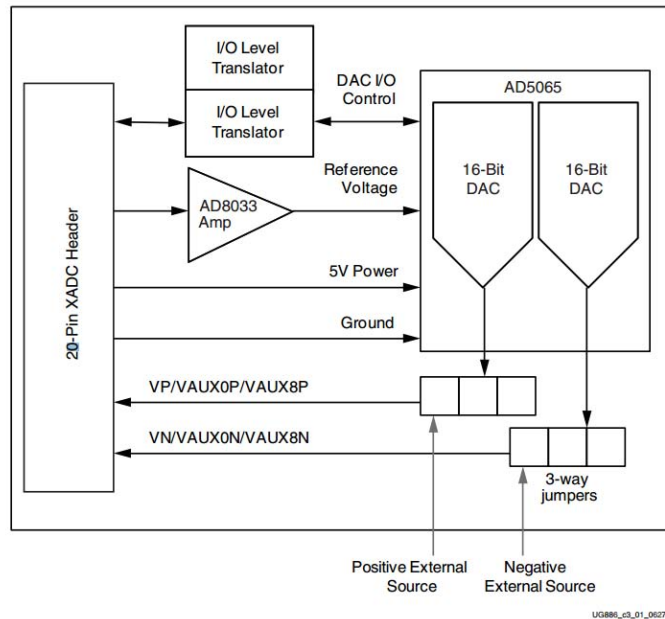 I/O Level
Translator
I/O Level
Translator
DAC I/O
Control
AD5065
16-Bit
DAC
16-Bit
DAC
Reference
Voltage
AD8033
Amp
20-Pin XADC Header
5V Power
Ground
VP/VAUX0P/VAUX8P
VN/VAUX0N/VAUX8N
3-way
jumpers
Positive External
Source
Negative
External Source
UG886_c3_01_0627